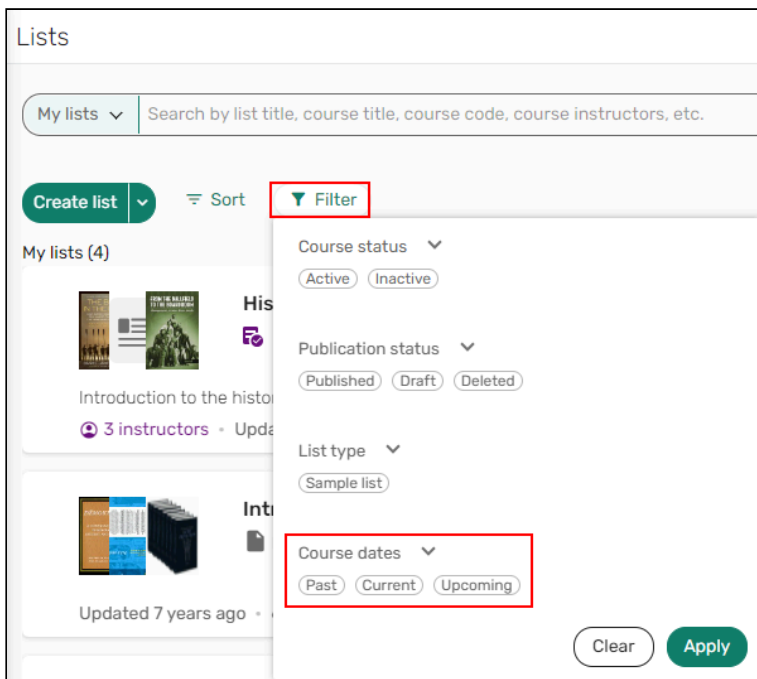 Lists
My lists
Search by list title, course title, course code, course instructors, etc.
Create list
Sort
Filter
My lists (4)
His
Introduction to the histo
3 instructors • Upda
Intr
Updated 7 years ago •
Course status
Active Inactive
Publication status
Published Draft Deleted
List type
Sample list
Course dates
Past Current Upcoming
Clear Apply